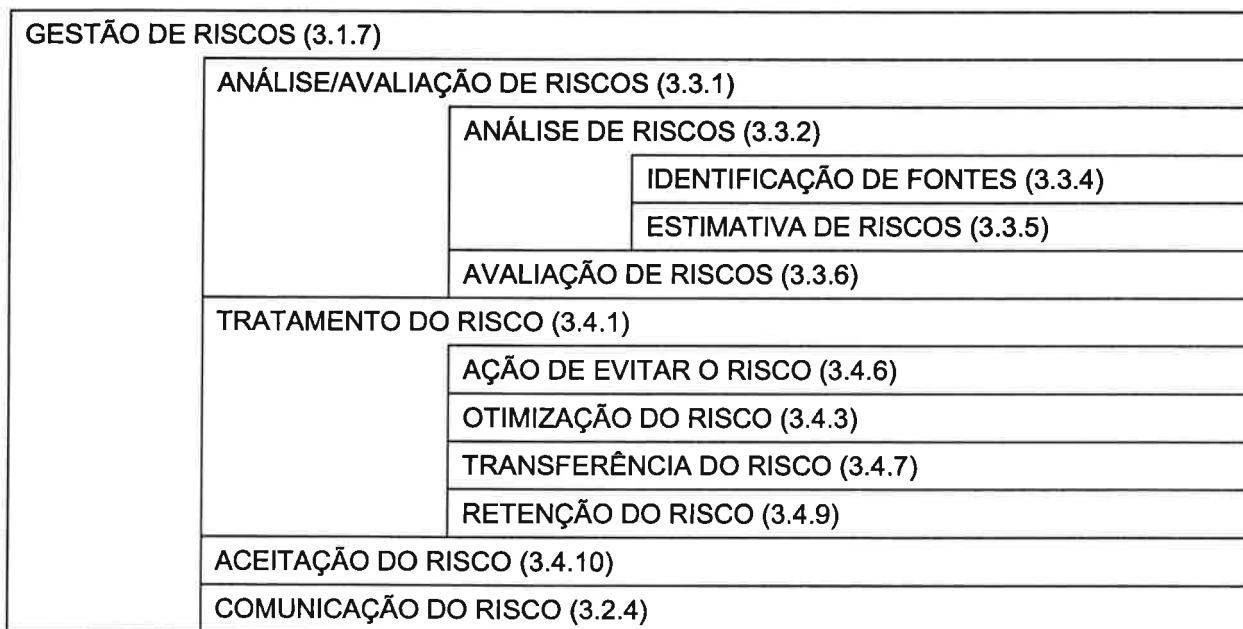 GESTÃO DE RISCOS (3.1.7)
ANÁLISE/AVALIAÇÃO DE RISCOS (3.3.1)
ANÁLISE DE RISCOS (3.3.2)
IDENTIFICAÇÃO DE FONTES (3.3.4)
ESTIMATIVA DE RISCOS (3.3.5)
AVALIAÇÃO DE RISCOS (3.3.6)
TRATAMENTO DO RISCO (3.4.1)
AÇÃO DE EVITAR O RISCO (3.4.6)
OTIMIZAÇÃO DO RISCO (3.4.3)
TRANSFERÊNCIA DO RISCO (3.4.7)
RETENÇÃO DO RISCO (3.4.9)
ACEITAÇÃO DO RISCO (3.4.10)
COMUNICAÇÃO DO RISCO (3.2.4)